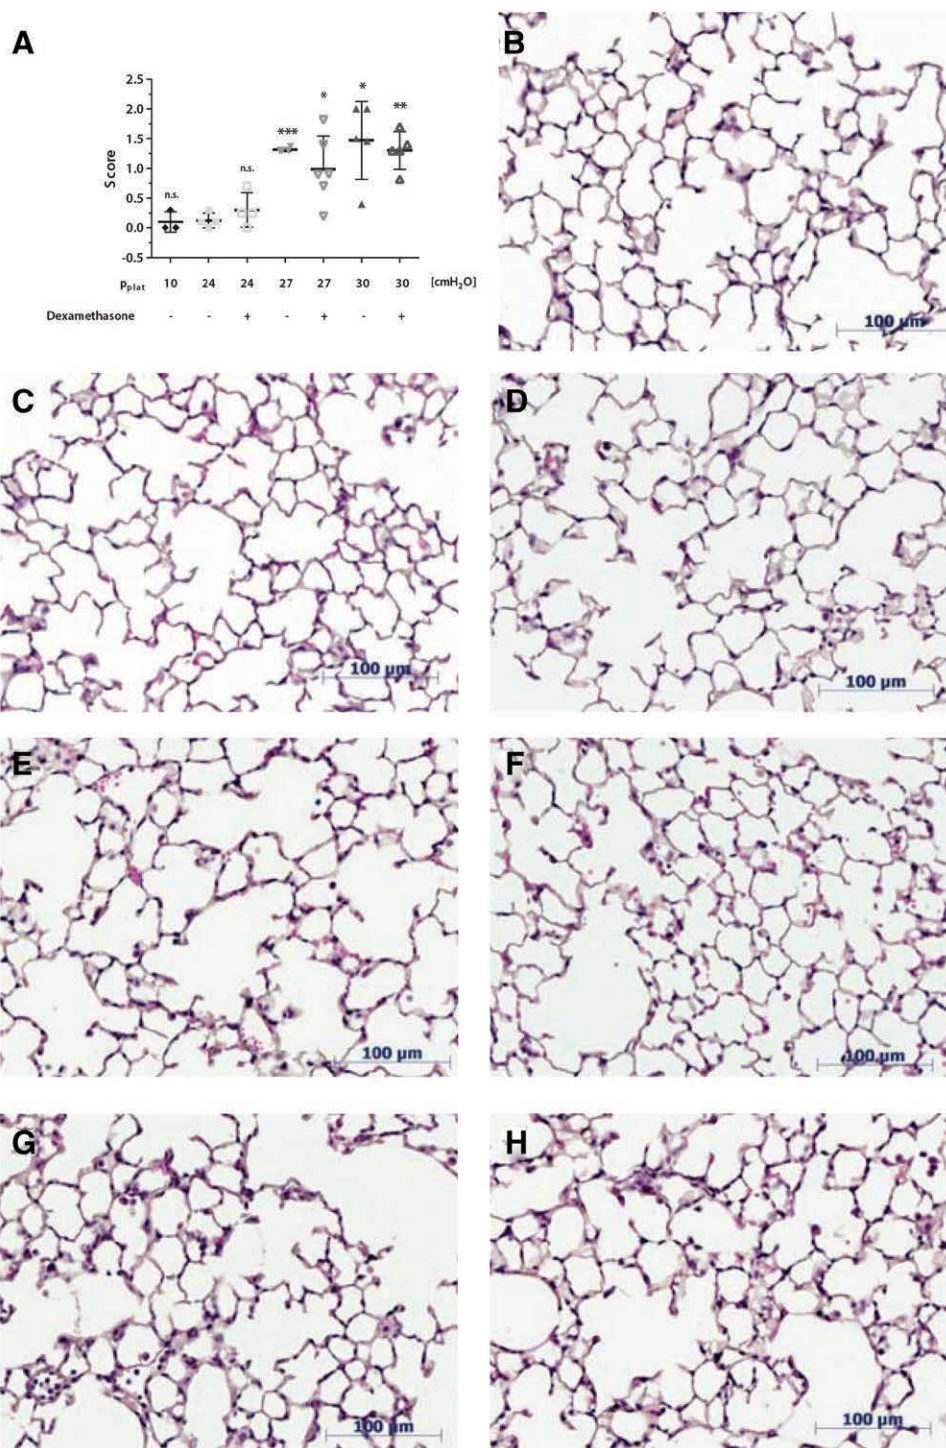 A
B
2.5
2.0
1.5
1.0
0.5
0.0
-0.5
Score
n.s.
n.s.
***
*
*
**
Pplat 10 24 24 27 27 30 30 [cmH₂O]
Dexamethasone - - + - + - +
100 µm
C
D
100 µm
100 µm
E
F
100 µm
100 µm
G
H
100 µm
100 µm